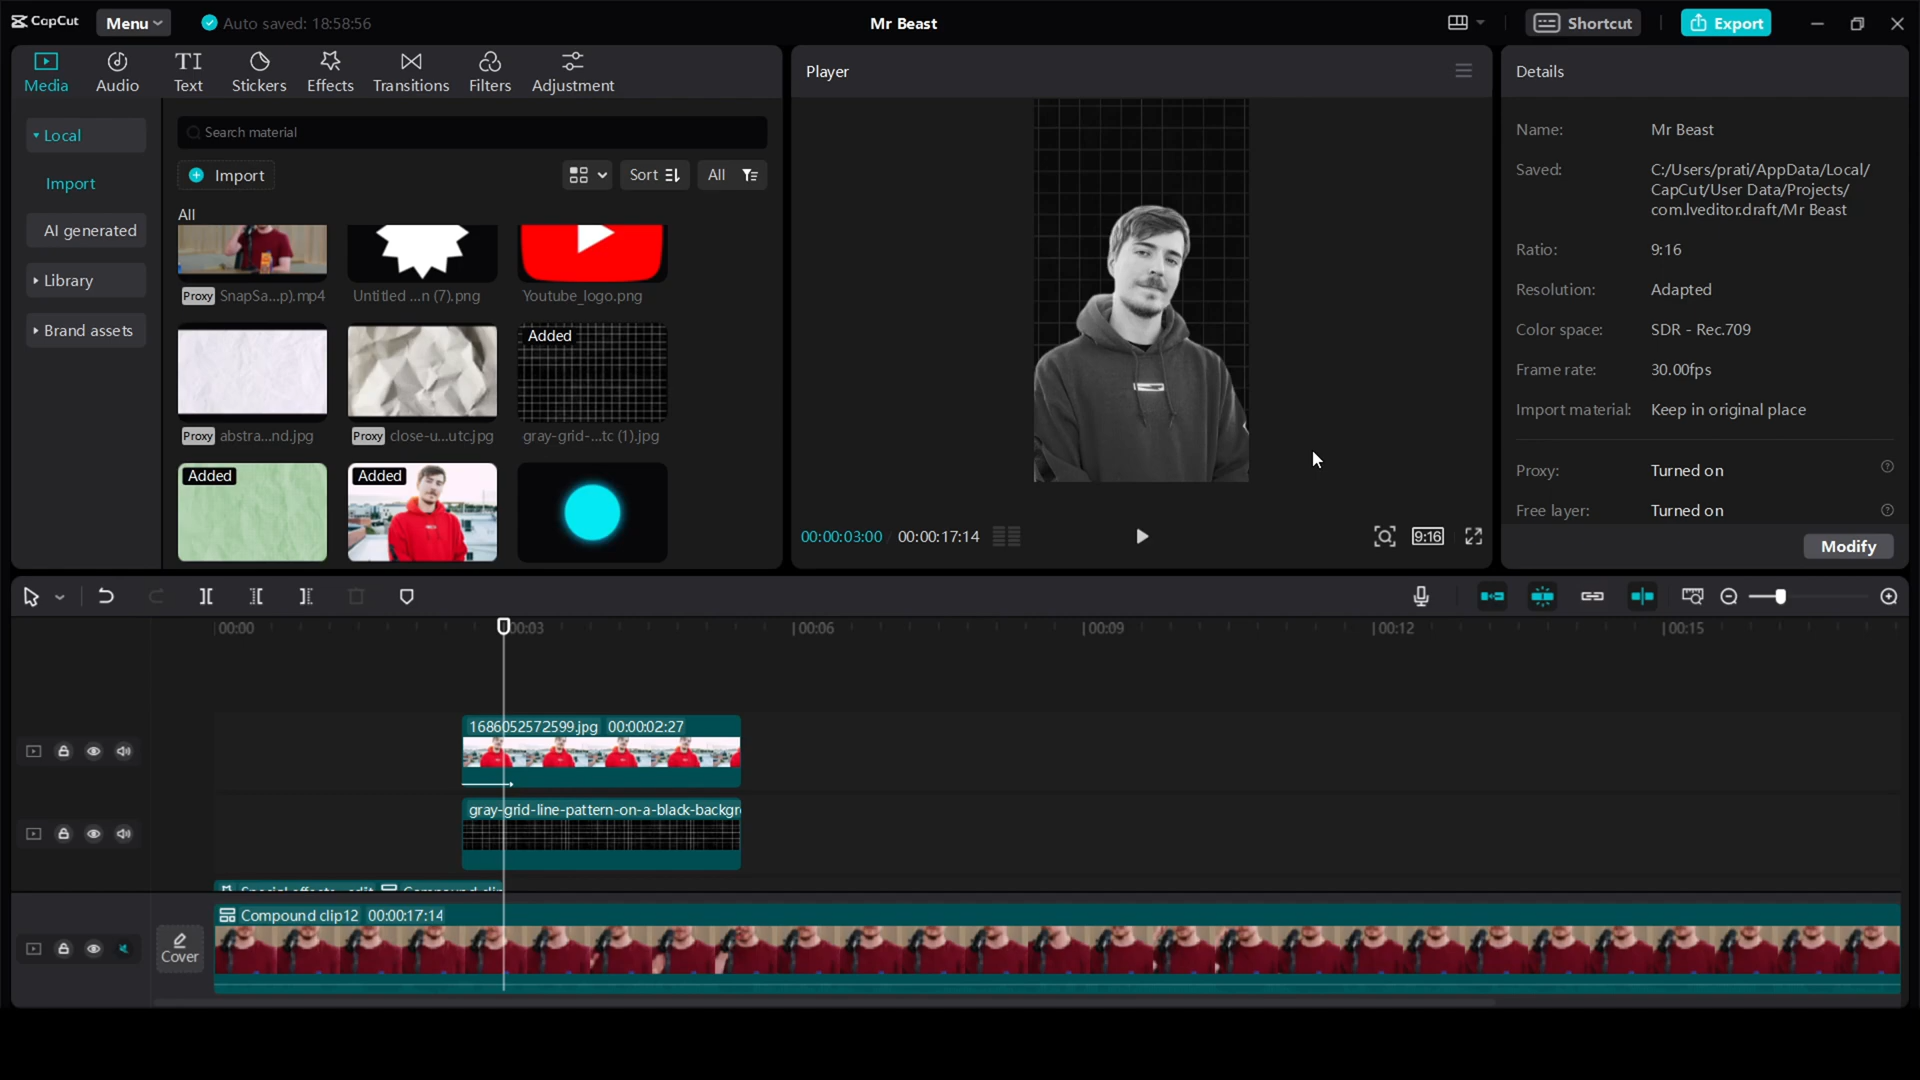 CapCut
Menu
Auto saved: 18:58:56
Mr Beast
Shortcut
Export
Media
Audio
TI
Text
Stickers
Effects
Transitions
Filters
Adjustment
Player
Details
Local
Import
AI generated
Library
Brand assets
Search material
Import
Sort
All
All
Proxy SnapSa...p).mp4
Untitled ...n (7).png
Youtube_logo.png
Added
Proxy abstra...nd.jpg
Proxy close-u...utc.jpg
gray-grid-...tc (1).jpg
Added
Added
00:00:03:00 / 00:00:17:14
9:16
Name: Mr Beast
Saved: C:/Users/prati/AppData/Local/
CapCut/User Data/Projects/
com.lveditor.draft/Mr Beast
Ratio: 9:16
Resolution: Adapted
Color space: SDR - Rec.709
Frame rate: 30.00fps
Import material: Keep in original place
Proxy: Turned on
Free layer: Turned on
Modify
00:00
00:03
00:06
00:09
00:12
00:15
1686052572599.jpg 00:00:02:27
gray-grid-line-pattern-on-a-black-backgr
Compound clip12 00:00:17:14
Cover